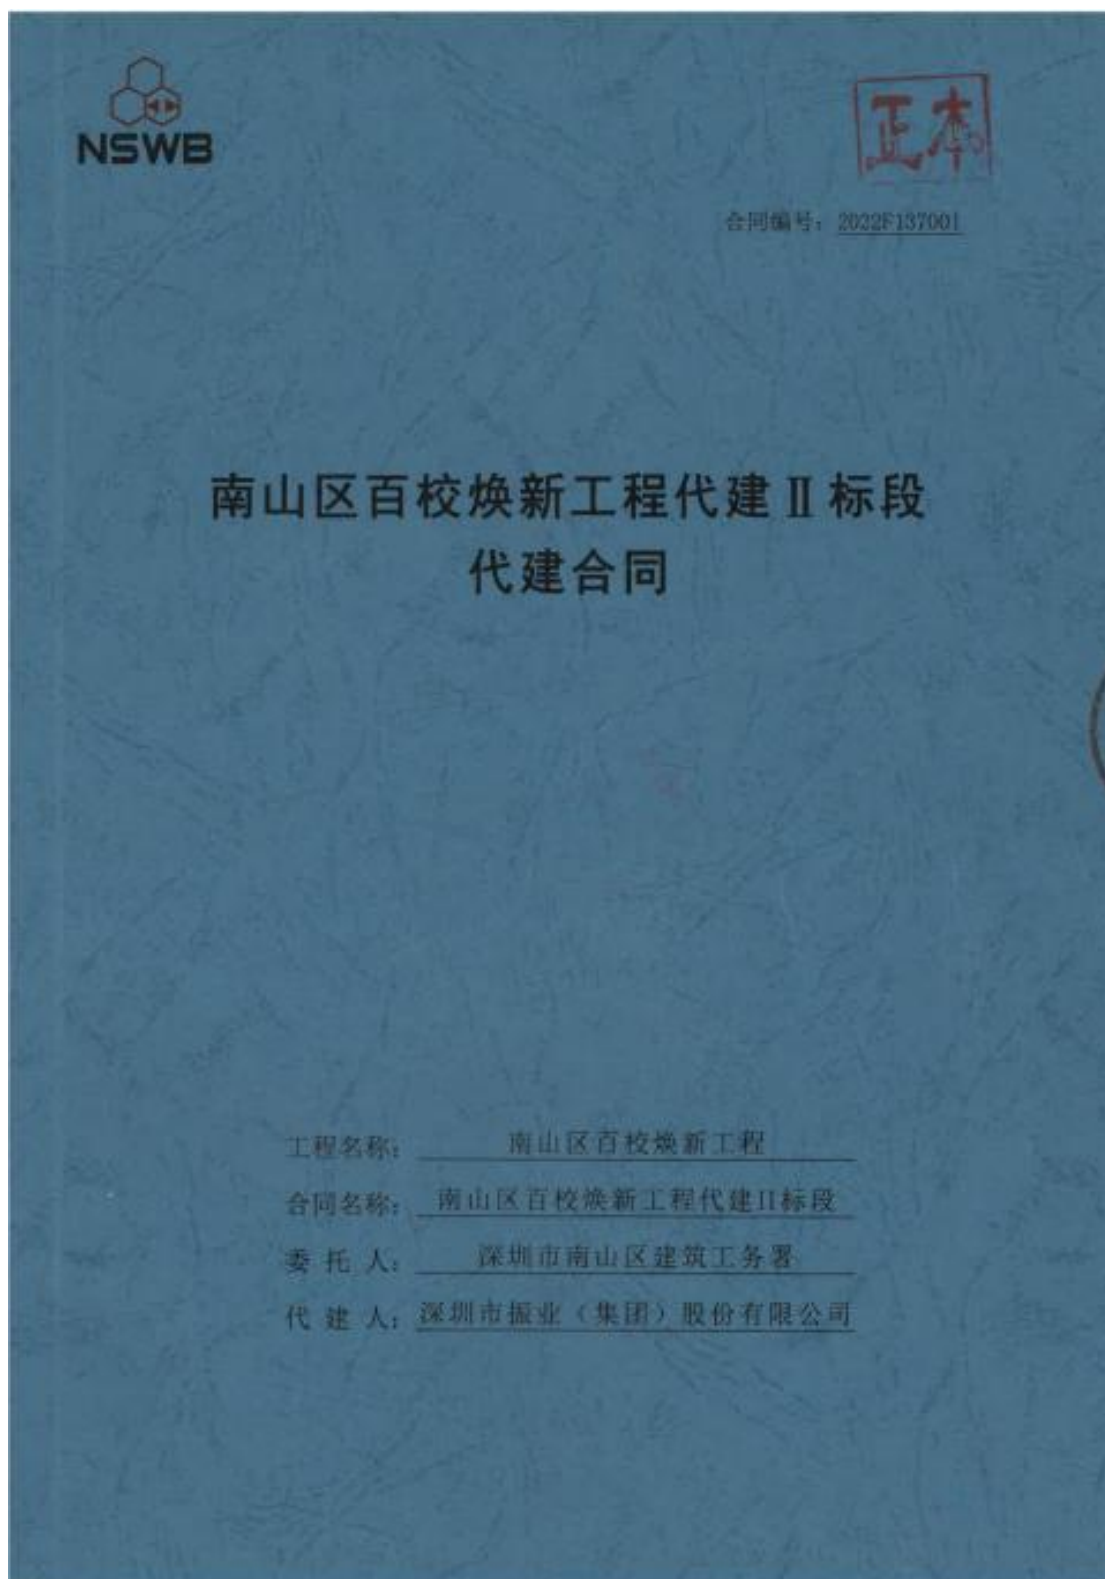 NSWB
正本
合同编号：2022F137001
南山区百校焕新工程代建Ⅱ标段
代建合同
工程名称：南山区百校焕新工程
合同名称：南山区百校焕新工程代建II标段
委托人：深圳市南山区建筑工务署
代建人：深圳市振业（集团）股份有限公司